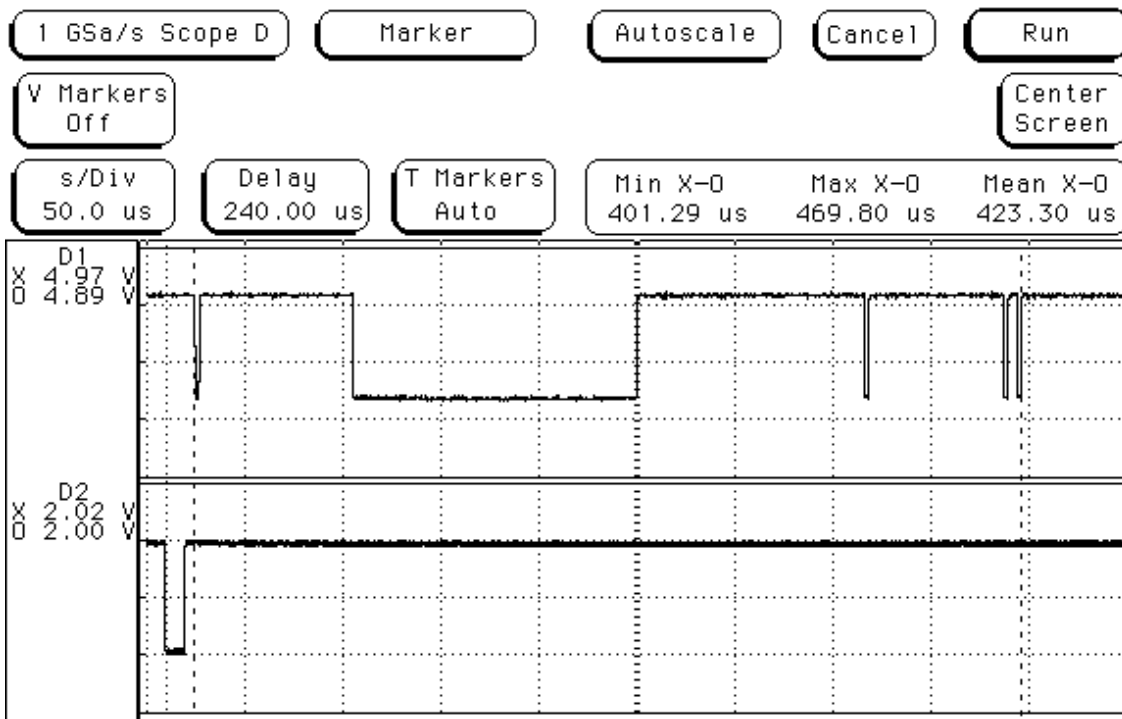 1 GSa/s Scope D Marker Autoscale Cancel Run
V Markers Off
Center Screen
s/Div Delay T Markers Min X-O Max X-O Mean X-O
50.0 us 240.00 us Auto 401.29 us 469.80 us 423.30 us
D1
X 4.97 V
O 4.89 V
D2
X 2.02 V
O 2.00 V